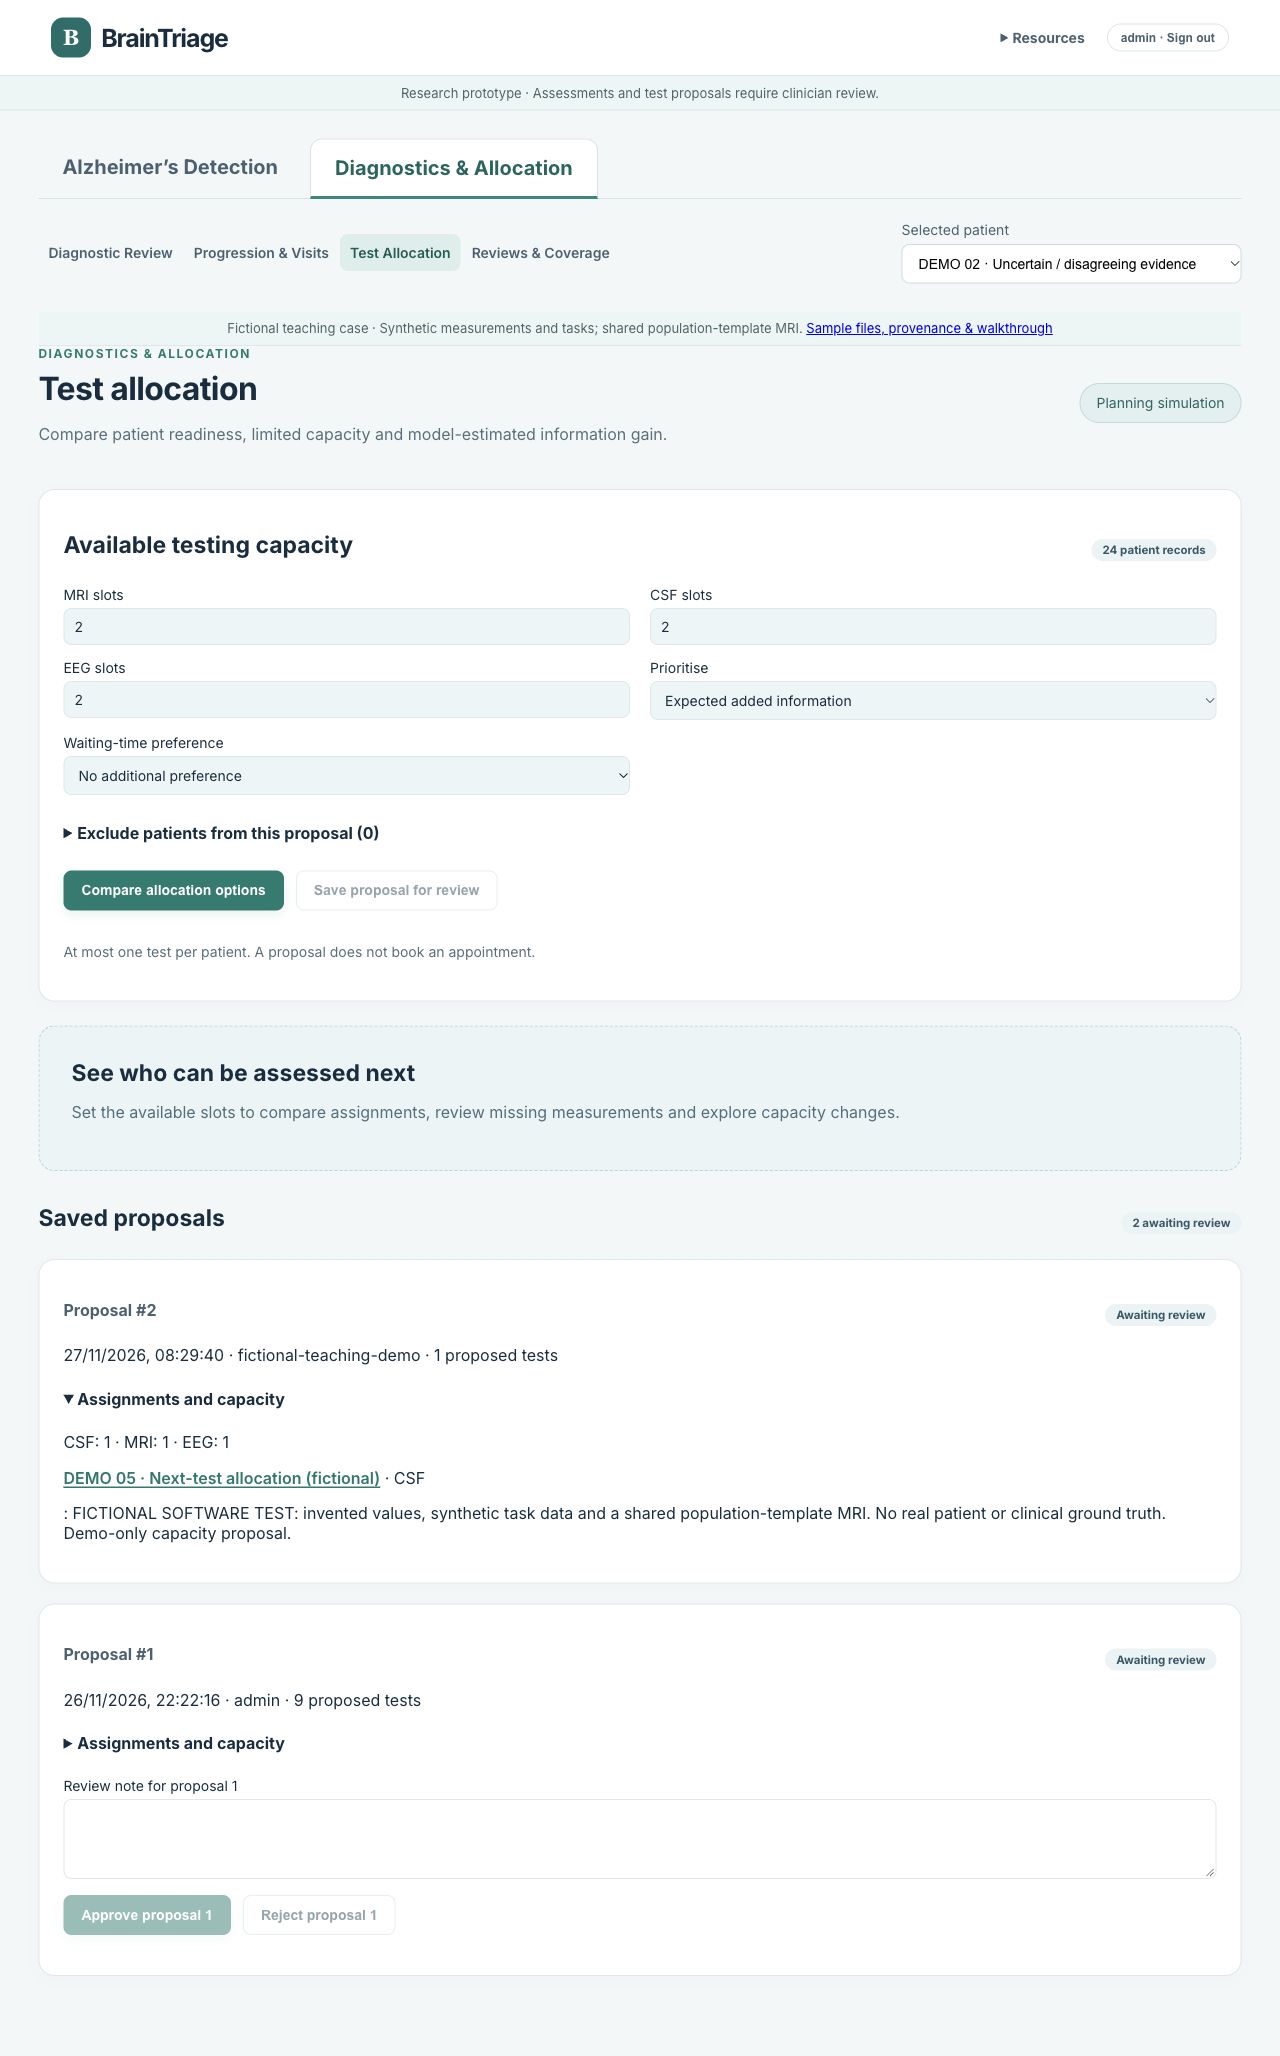 B BrainTriage
Resources
admin · Sign out
Research prototype · Assessments and test proposals require clinician review.
Alzheimer’s Detection
Diagnostics & Allocation
Diagnostic Review
Progression & Visits
Test Allocation
Reviews & Coverage
Selected patient
DEMO 02 · Uncertain / disagreeing evidence
Fictional teaching case · Synthetic measurements and tasks; shared population-template MRI. Sample files, provenance & walkthrough
DIAGNOSTICS & ALLOCATION
Test allocation
Planning simulation
Compare patient readiness, limited capacity and model-estimated information gain.
Available testing capacity
24 patient records
MRI slots
2
CSF slots
2
EEG slots
2
Prioritise
Expected added information
Waiting-time preference
No additional preference
Exclude patients from this proposal (0)
Compare allocation options
Save proposal for review
At most one test per patient. A proposal does not book an appointment.
See who can be assessed next
Set the available slots to compare assignments, review missing measurements and explore capacity changes.
Saved proposals
2 awaiting review
Proposal #2
Awaiting review
27/11/2026, 08:29:40 · fictional-teaching-demo · 1 proposed tests
Assignments and capacity
CSF: 1 · MRI: 1 · EEG: 1
DEMO 05 · Next-test allocation (fictional) · CSF
: FICTIONAL SOFTWARE TEST: invented values, synthetic task data and a shared population-template MRI. No real patient or clinical ground truth.
Demo-only capacity proposal.
Proposal #1
Awaiting review
26/11/2026, 22:22:16 · admin · 9 proposed tests
Assignments and capacity
Review note for proposal 1
Approve proposal 1
Reject proposal 1